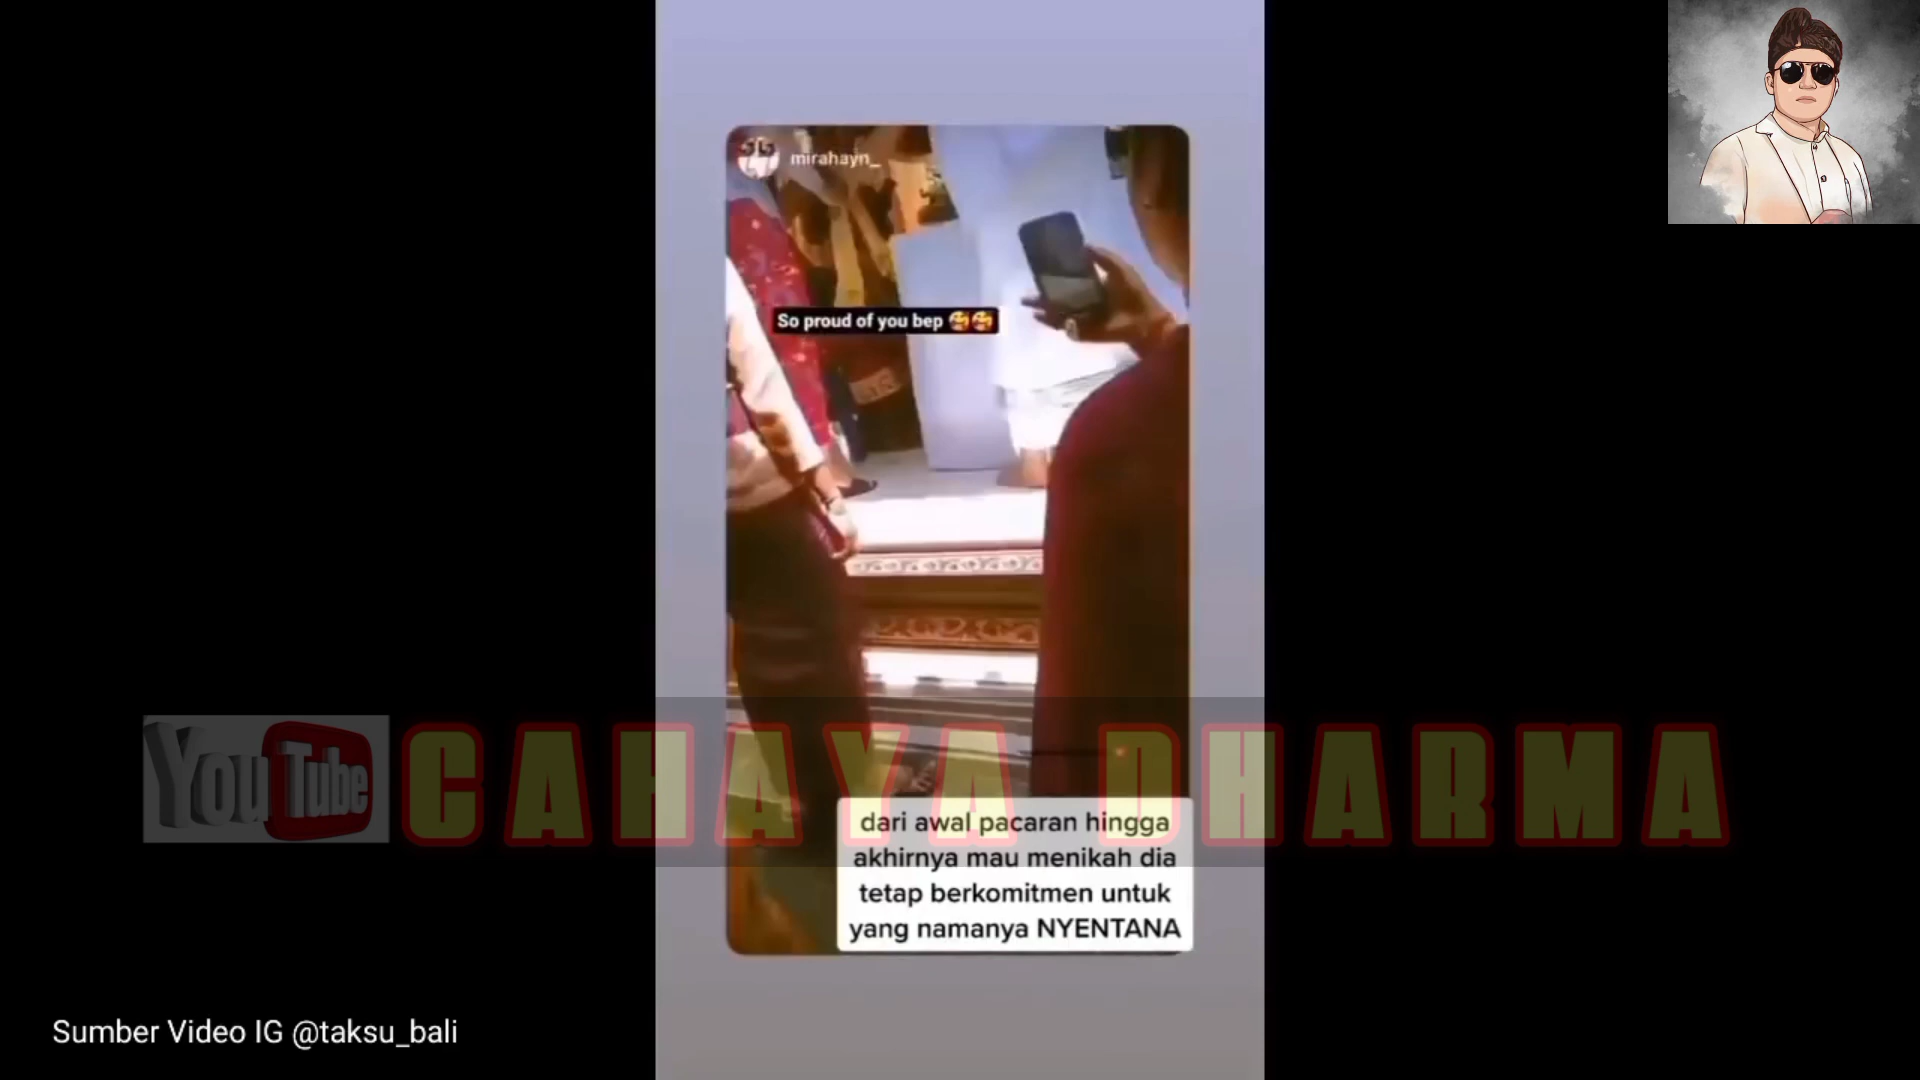 mirahayn_
So proud of you bep 🥰🥰
YouTube
CAHAYA DHARMA
dari awal pacaran hingga
akhirnya mau menikah dia
tetap berkomitmen untuk
yang namanya NYENTANA
Sumber Video IG @taksu_bali